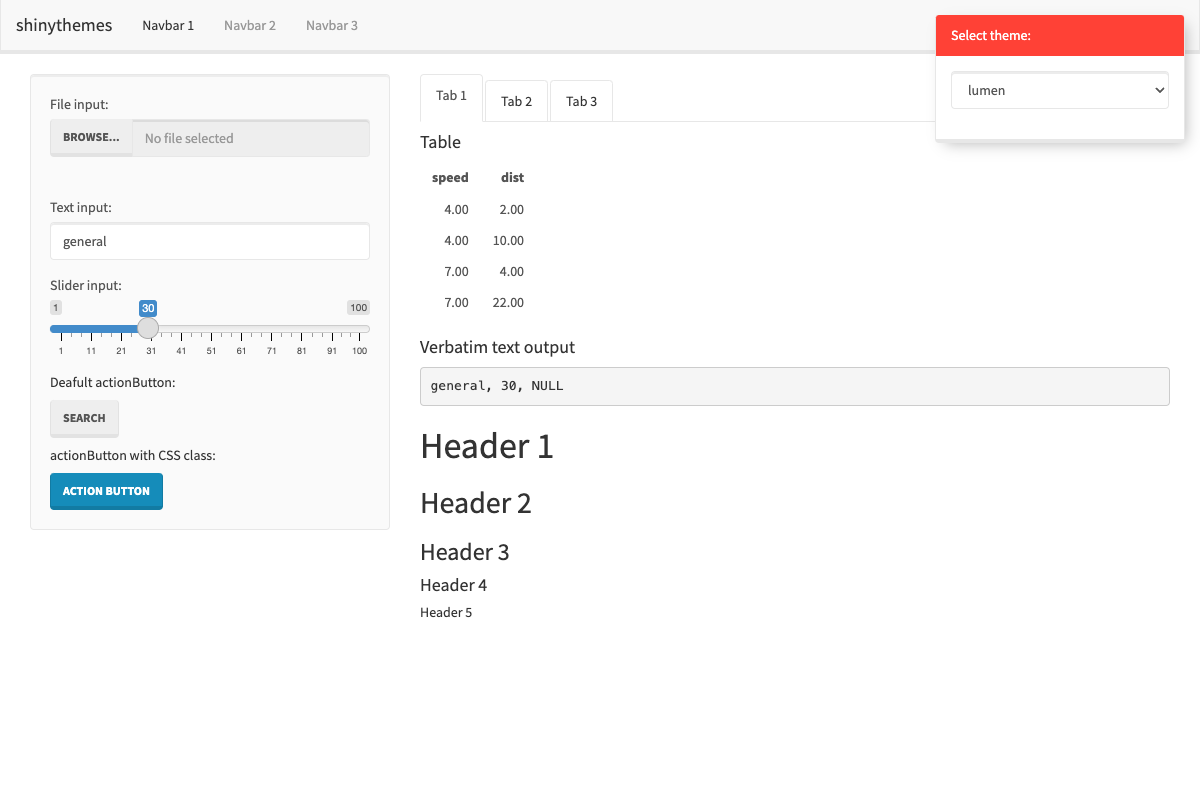 shinythemes Navbar 1 Navbar 2 Navbar 3
Select theme:
lumen
File input:
BROWSE... No file selected
Text input:
general
Slider input:
1 30 100
1 11 21 31 41 51 61 71 81 91 100
Deafult actionButton:
SEARCH
actionButton with CSS class:
ACTION BUTTON
Tab 1 Tab 2 Tab 3
Table
speed dist
4.00 2.00
4.00 10.00
7.00 4.00
7.00 22.00
Verbatim text output
general, 30, NULL
Header 1
Header 2
Header 3
Header 4
Header 5